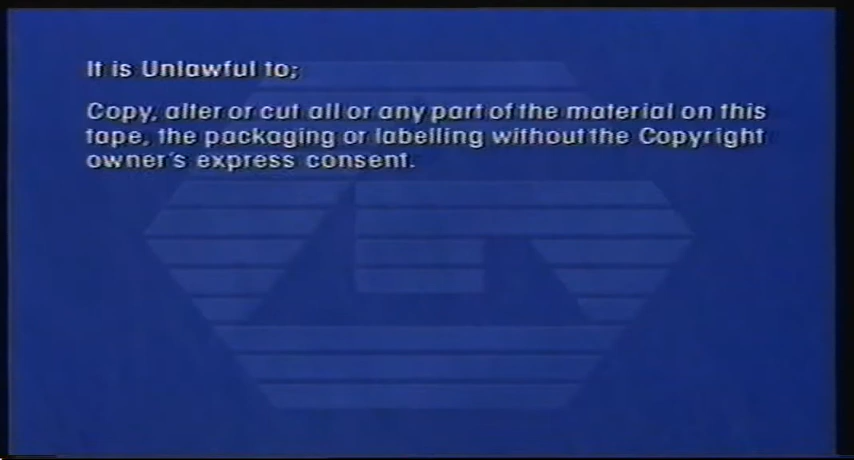 It is Unlawful to;
Copy, alter or cut all or any part of the material on this
tape, the packaging or labelling without the Copyright
owner's express consent.